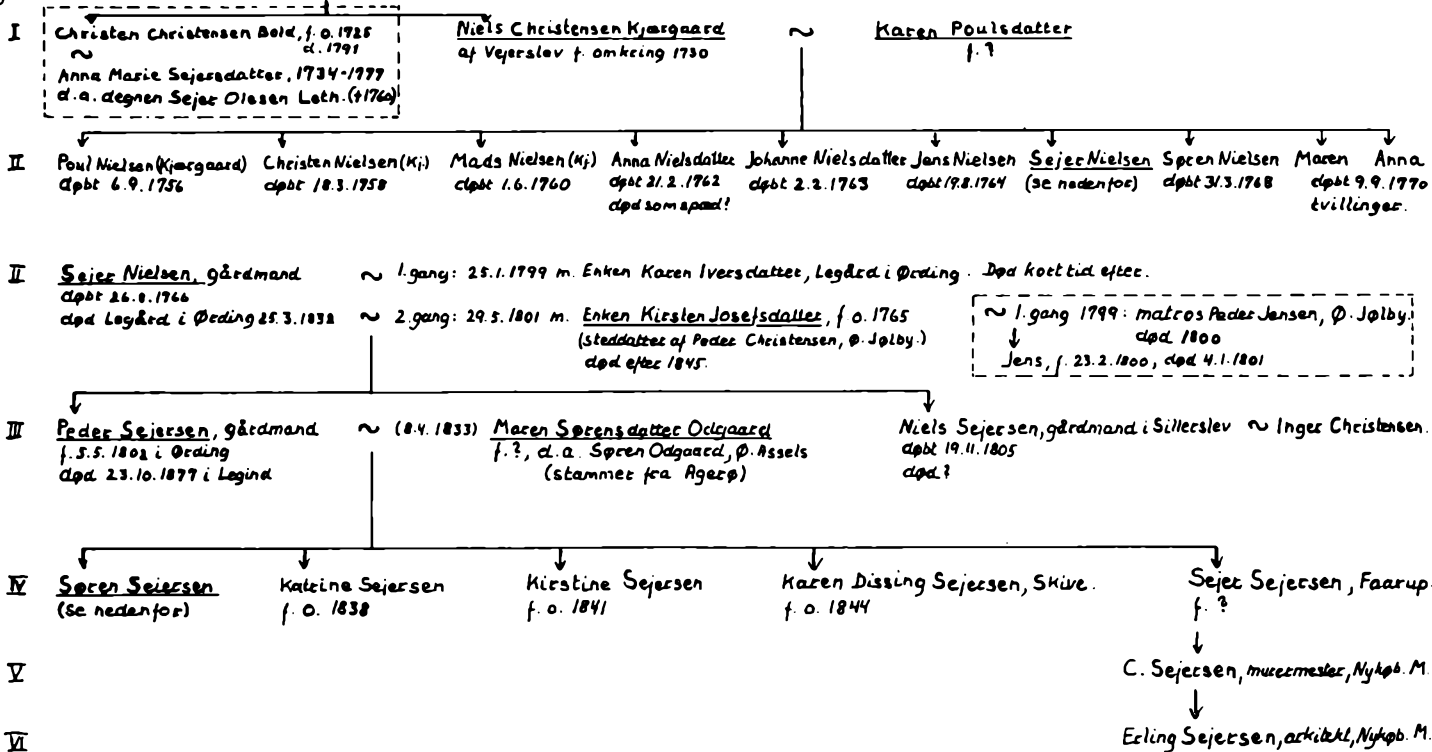 I
Christen Christensen Bold, f.o. 1725
d. 1791
~
Anna Marie Sejersdatter, 1734-1777
d.a. degnen Sejer Olesen Leth. (†1760)
Niels Christensen Kjærgaard
af Vejerslev f. omkring 1730
~
Karen Poulsdatter
f. ?
II
Poul Nielsen (Kjærgaard)
døbt 6.9.1756
Christen Nielsen (Kj.)
døbt 18.3.1758
Mads Nielsen (Kj)
døbt 1.6.1760
Anna Nielsdatter
døbt 21.2.1762
død som spæd!
Johanne Nielsdatter
døbt 2.2.1763
Jens Nielsen
døbt 19.8.1764
Sejer Nielsen
(se nedenfor)
Søren Nielsen
døbt 31.3.1768
Maren Anna
døbt 9.9.1770
tvillinger.
II
Sejer Nielsen, gårdmand
døbt 26.8.1766
død Legård i Ørding 25.3.1838
~ 1.gang: 25.1.1799 m. Enken Karen Iversdatter, Legård i Ørding. Død kort tid efter.
~ 2.gang: 29.5.1801 m. Enken Kirsten Josefsdatter, f.o. 1765
(steddatter af Peder Christensen, Ø. Jølby.)
død efter 1845.
~ 1.gang 1799: matros Peder Jensen, Ø. Jølby.
død 1800
Jens, f. 23.2.1800, død 4.1.1801
III
Peder Sejersen, gårdmand
f. 5.5.1802 i Ørding
død 23.10.1877 i Legind
~ (8.4.1833) Maren Sørensdatter Odgaard
f. ?, d.a. Søren Odgaard, Ø. Assels
(stammer fra Agerø)
Niels Sejersen, gårdmand i Sillerslev ~ Inger Christensen.
døbt 19.11.1805
død ?
IV
Søren Sejersen
(se nedenfor)
Katrine Sejersen
f. o. 1838
Kirstine Sejersen
f. o. 1841
Karen Dissing Sejersen, Skive.
f. o. 1844
Sejer Sejersen, Faarup.
f. ?
V
C. Sejersen, murermester, Nykøb. M.
VI
Erling Sejersen, arkitekt, Nykøb. M.